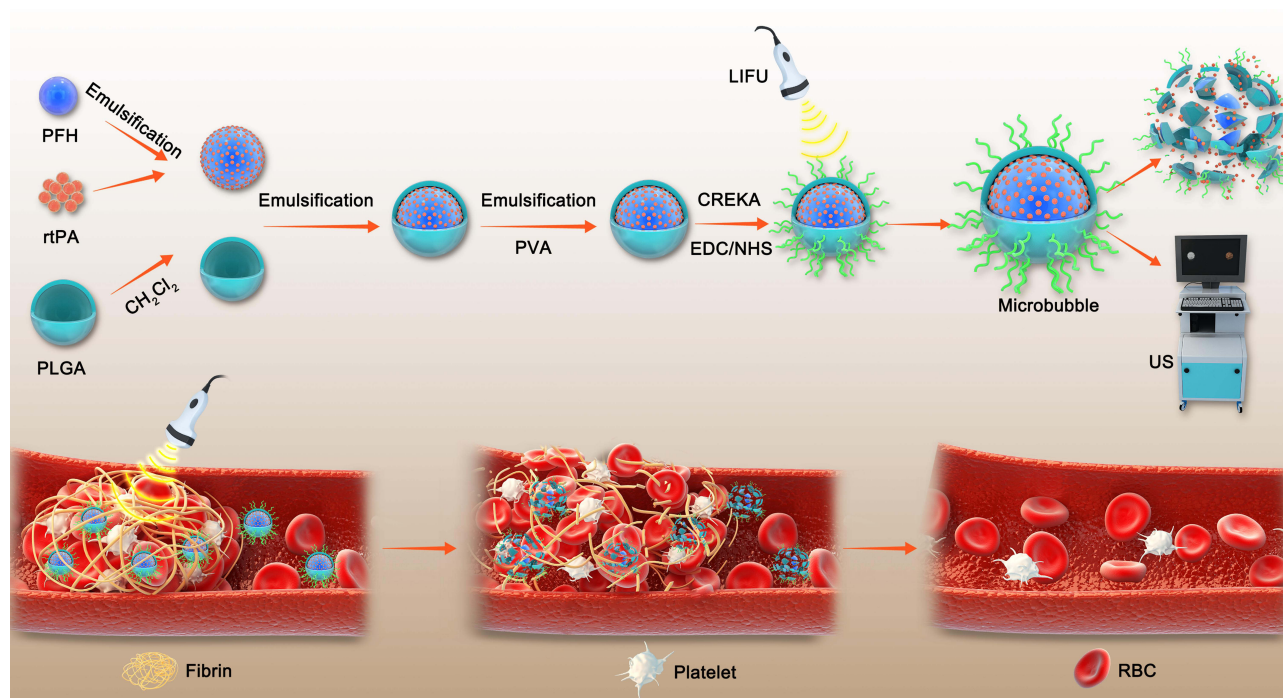 LIFU
PFH
Emulsification
rtPA
Emulsification
Emulsification
PVA
CREKA
EDC/NHS
Microbubble
CH₂Cl₂
PLGA
US
Fibrin
Platelet
RBC